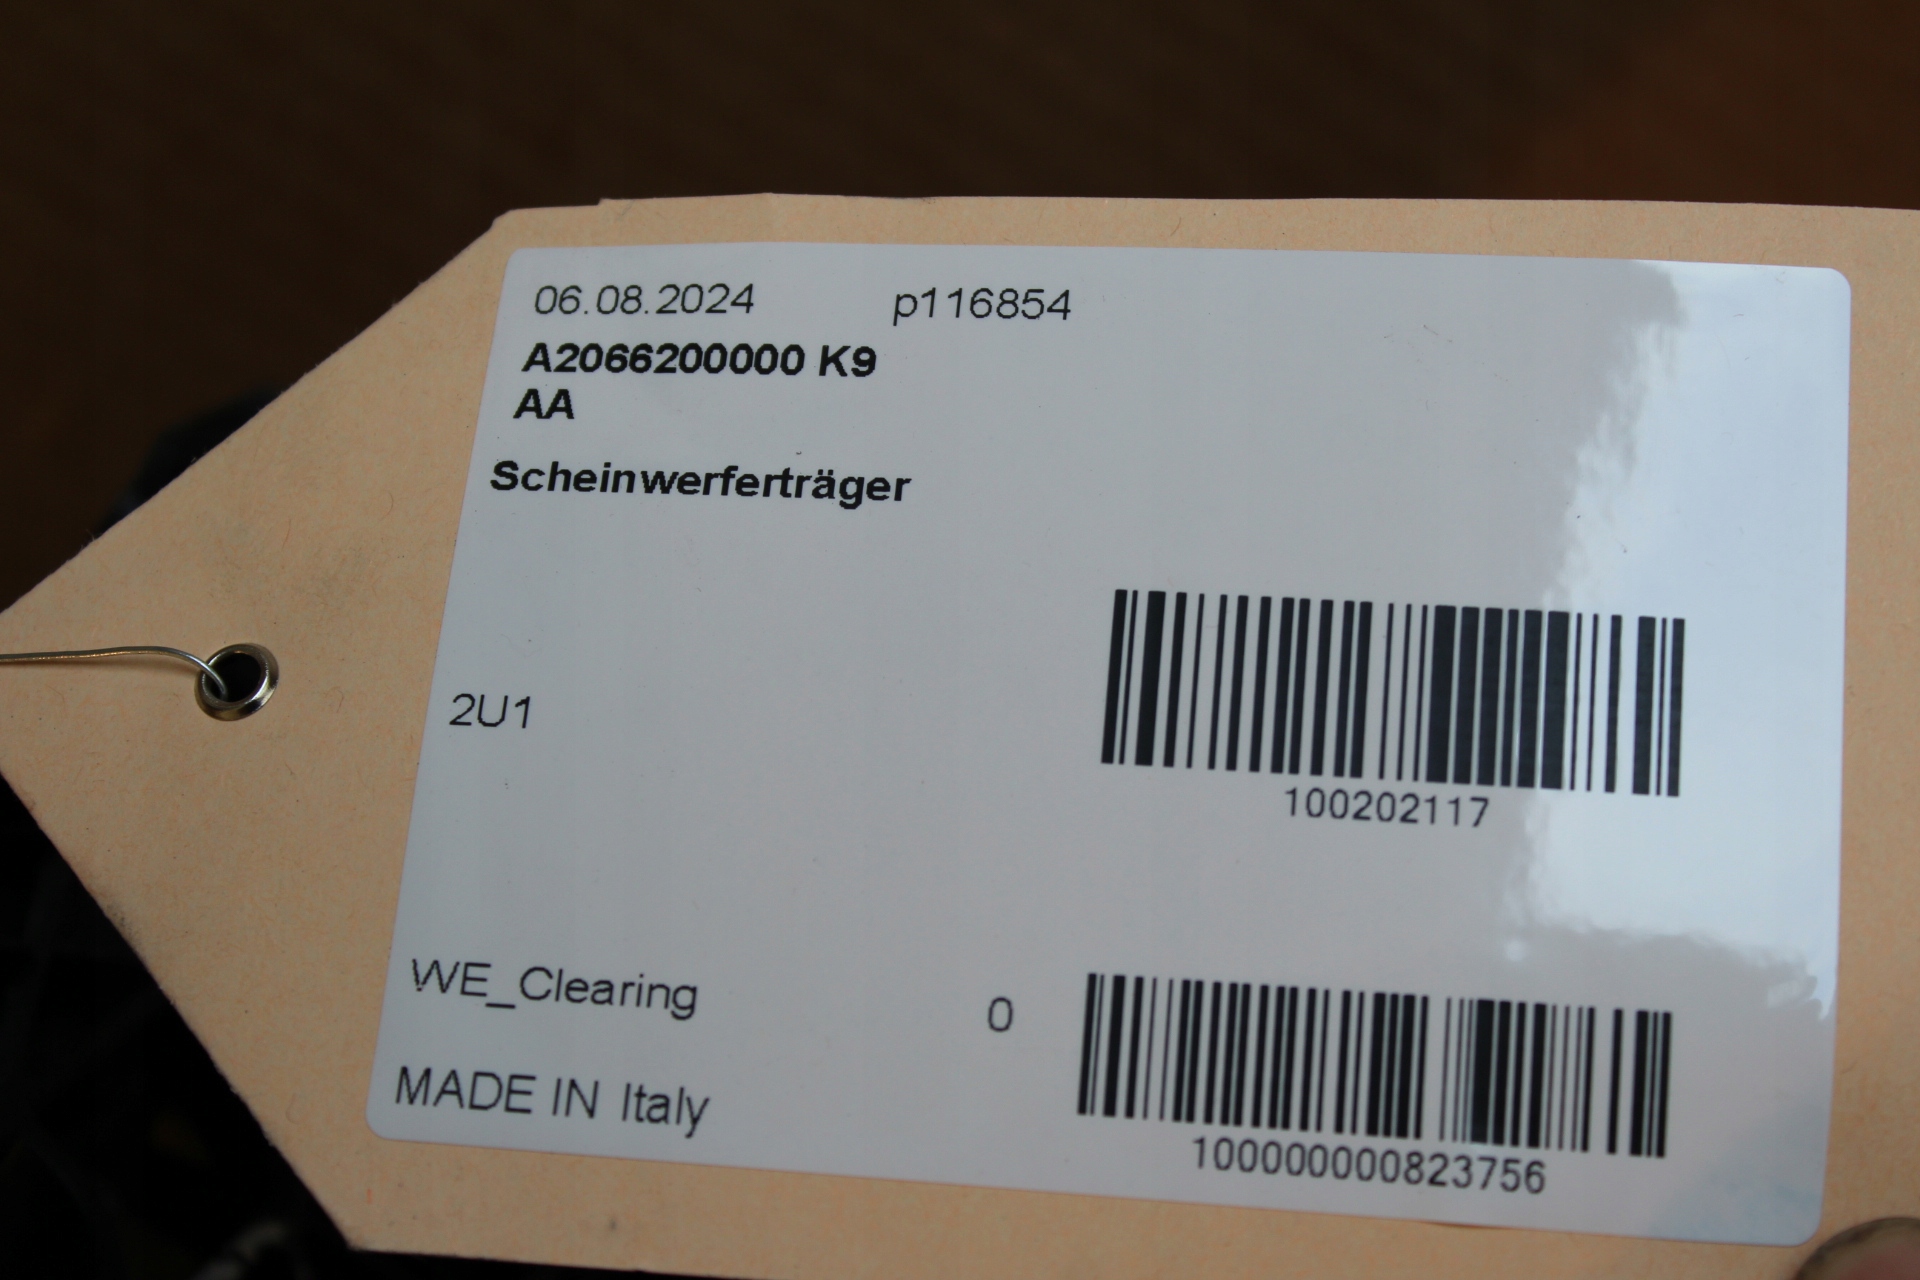 06.08.2024 p116854
A2066200000 K9
AA
Scheinwerferträger
2U1
100202117
WE_Clearing 0
MADE IN Italy
100000000823756